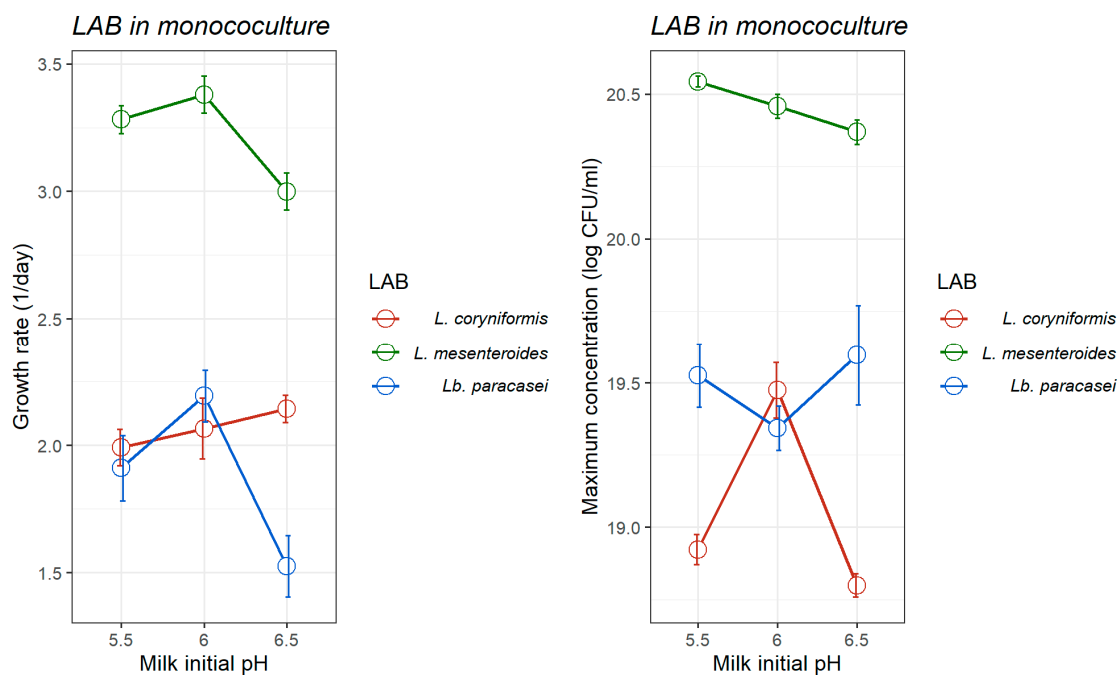 LAB in monococulture
3.5
3.0
2.5
2.0
1.5
Growth rate (1/day)
5.5 6 6.5
Milk initial pH
LAB
L. coryniformis
L. mesenteroides
Lb. paracasei
LAB in monococulture
20.5
20.0
19.5
19.0
Maximum concentration (log CFU/ml)
5.5 6 6.5
Milk initial pH
LAB
L. coryniformis
L. mesenteroides
Lb. paracasei